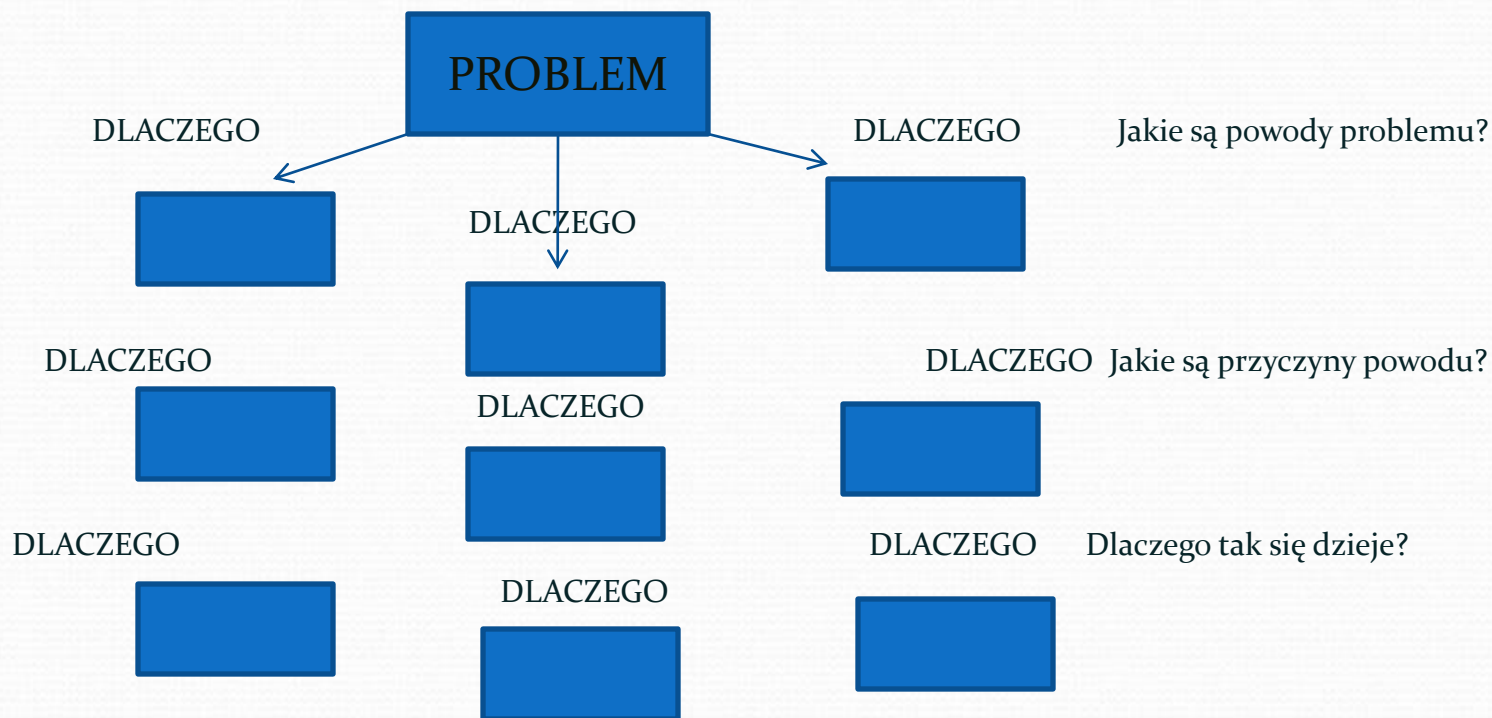 PROBLEM
DLACZEGO
DLACZEGO
Jakie są powody problemu?
DLACZEGO
DLACZEGO
DLACZEGO
Jakie są przyczyny powodu?
DLACZEGO
DLACZEGO
DLACZEGO
Dlaczego tak się dzieje?
DLACZEGO